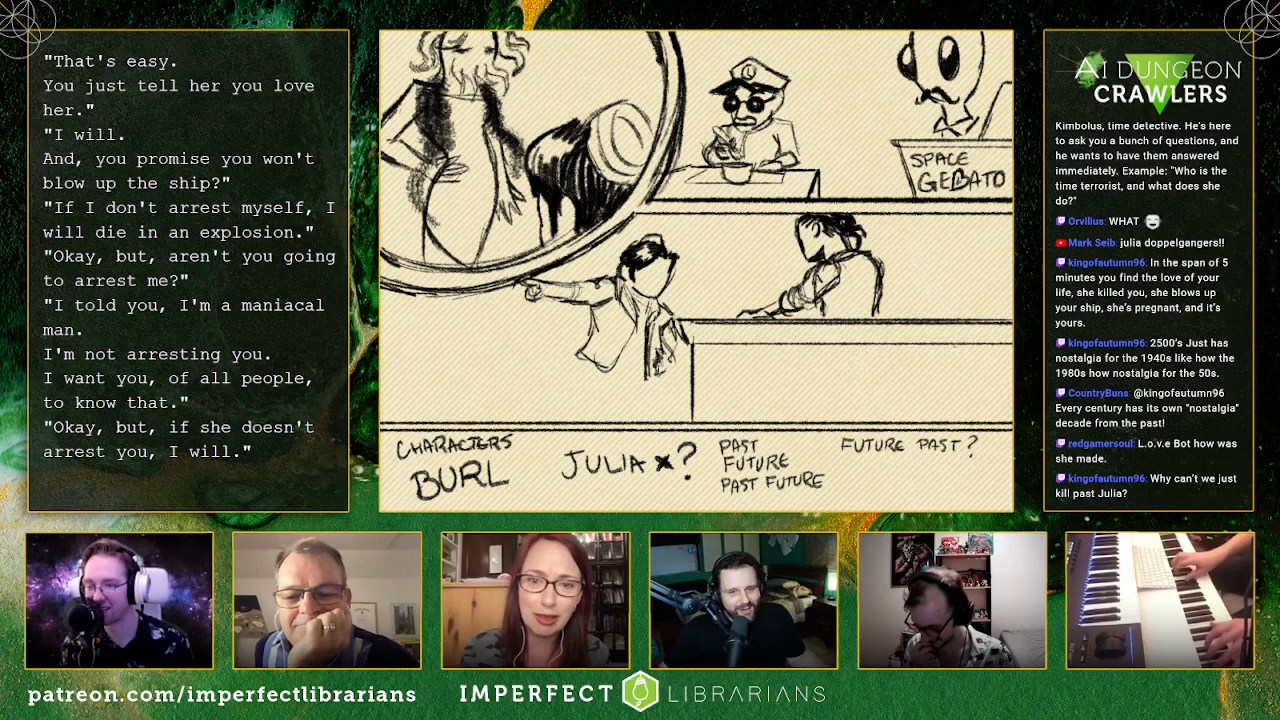 "That's easy.
You just tell her you love
her."
"I will.
And, you promise you won't
blow up the ship?"
"If I don't arrest myself, I
will die in an explosion."
"Okay, but, aren't you going
to arrest me?"
"I told you, I'm a maniacal
man.
I'm not arresting you.
I want you, of all people,
to know that."
"Okay, but, if she doesn't
arrest you, I will."
SPACE
GEBATO
CHARACTERS
BURL
JULIA x?
PAST
FUTURE
PAST FUTURE
FUTURE PAST?
AI DUNGEON
CRAWLERS
Kimbolus, time detective. He's here
to ask you a bunch of questions, and
he wants to have them answered
immediately. Example: "Who is the
time terrorist, and what does she
do?"
Orvilius: WHAT
Mark Seib: julia doppelgangers!!
kingofautumn96: In the span of 5
minutes you find the love of your
life, she killed you, she blows up
your ship, she's pregnant, and it's
yours.
kingofautumn96: 2500's Just has
nostalgia for the 1940s like how the
1980s how nostalgia for the 50s.
CountryBuns: @kingofautumn96
Every century has its own "nostalgia"
decade from the past!
redgamersoul: L.o.v.e Bot how was
she made.
kingofautumn96: Why can't we just
kill past Julia?
patreon.com/imperfectlibrarians
IMPERFECT LIBRARIANS